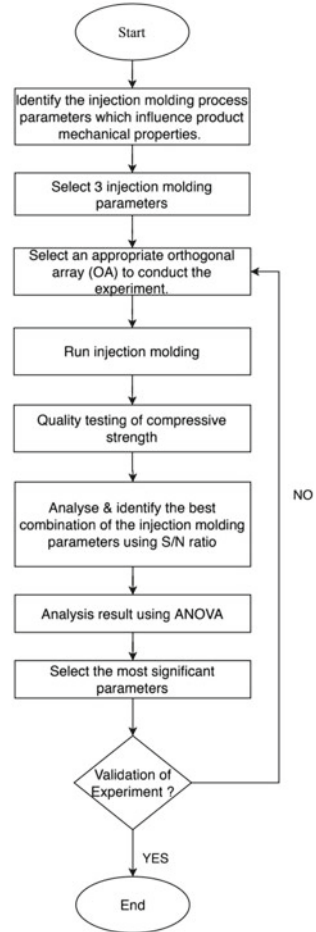 Start
Identify the injection molding process
parameters which influence product
mechanical properties.
Select 3 injection molding
parameters
Select an appropriate orthogonal
array (OA) to conduct the
experiment.
Run injection molding
Quality testing of compressive
strength
NO
Analyse & identify the best
combination of the injection molding
parameters using S/N ratio
Analysis result using ANOVA
Select the most significant
parameters
Validation of
Experiment ?
YES
End